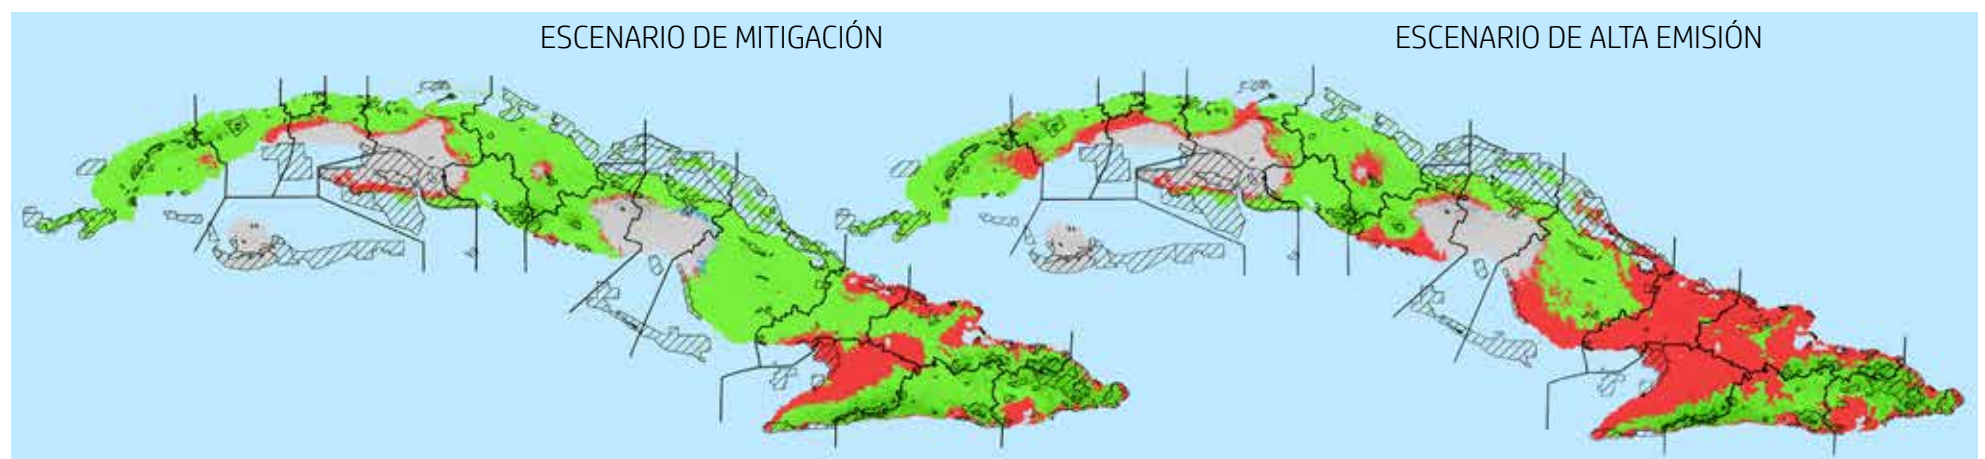 ESCENARIO DE MITIGACIÓN
ESCENARIO DE ALTA EMISIÓN